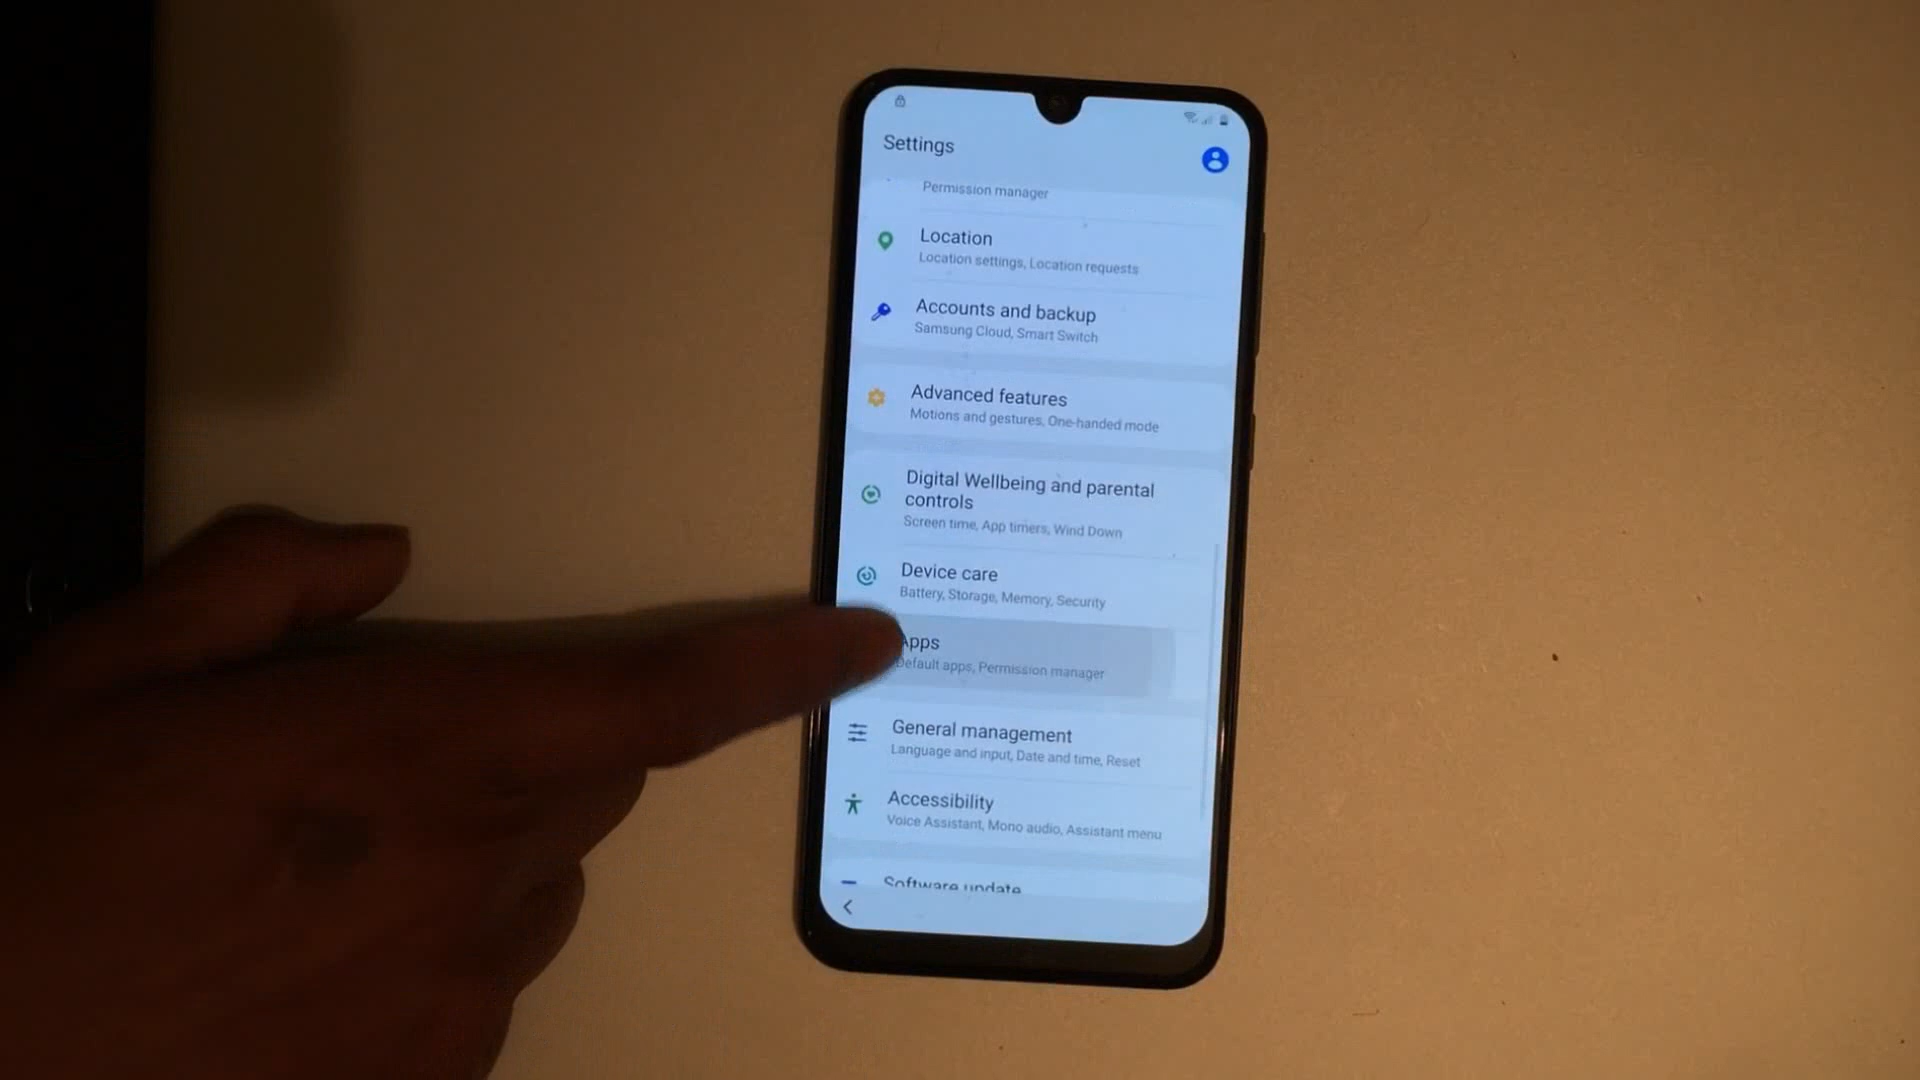 Settings
Permission manager
Location
Location settings, Location requests
Accounts and backup
Samsung Cloud, Smart Switch
Advanced features
Motions and gestures, One-handed mode
Digital Wellbeing and parental
controls
Screen time, App timers, Wind Down
Device care
Battery, Storage, Memory, Security
Apps
Default apps, Permission manager
General management
Language and input, Date and time, Reset
Accessibility
Voice Assistant, Mono audio, Assistant menu
Software update